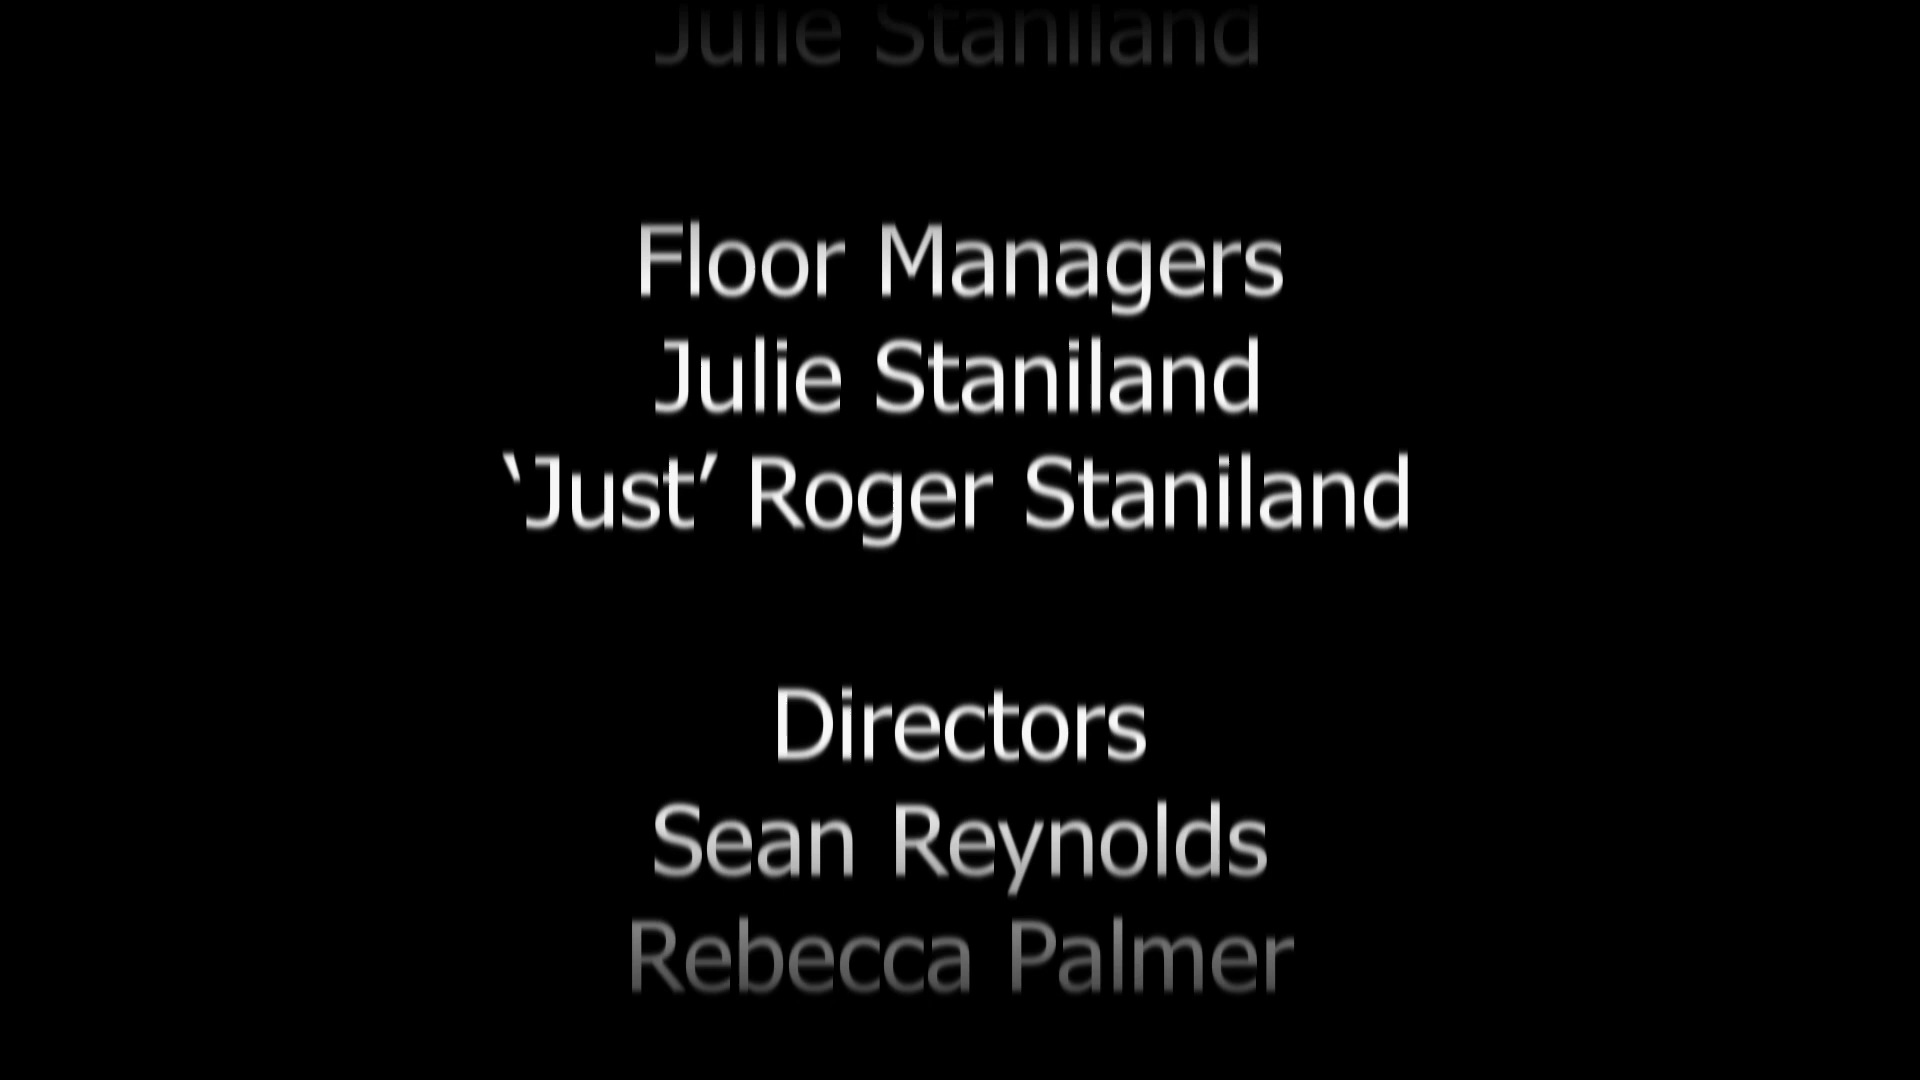 Julie Staniland
Floor Managers
Julie Staniland
‘Just’ Roger Staniland
Directors
Sean Reynolds
Rebecca Palmer